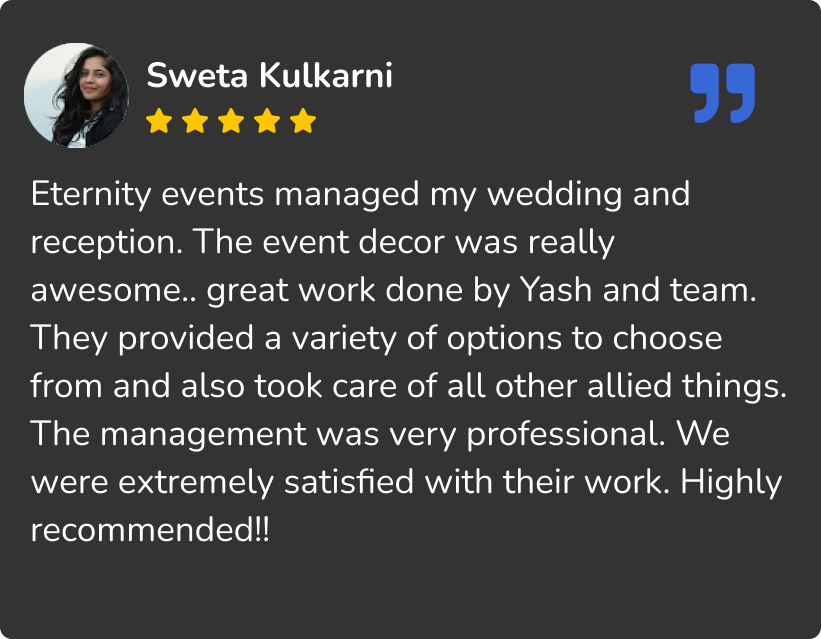 Sweta Kulkarni
Eternity events managed my wedding and
reception. The event decor was really
awesome.. great work done by Yash and team.
They provided a variety of options to choose
from and also took care of all other allied things.
The management was very professional. We
were extremely satisfied with their work. Highly
recommended!!